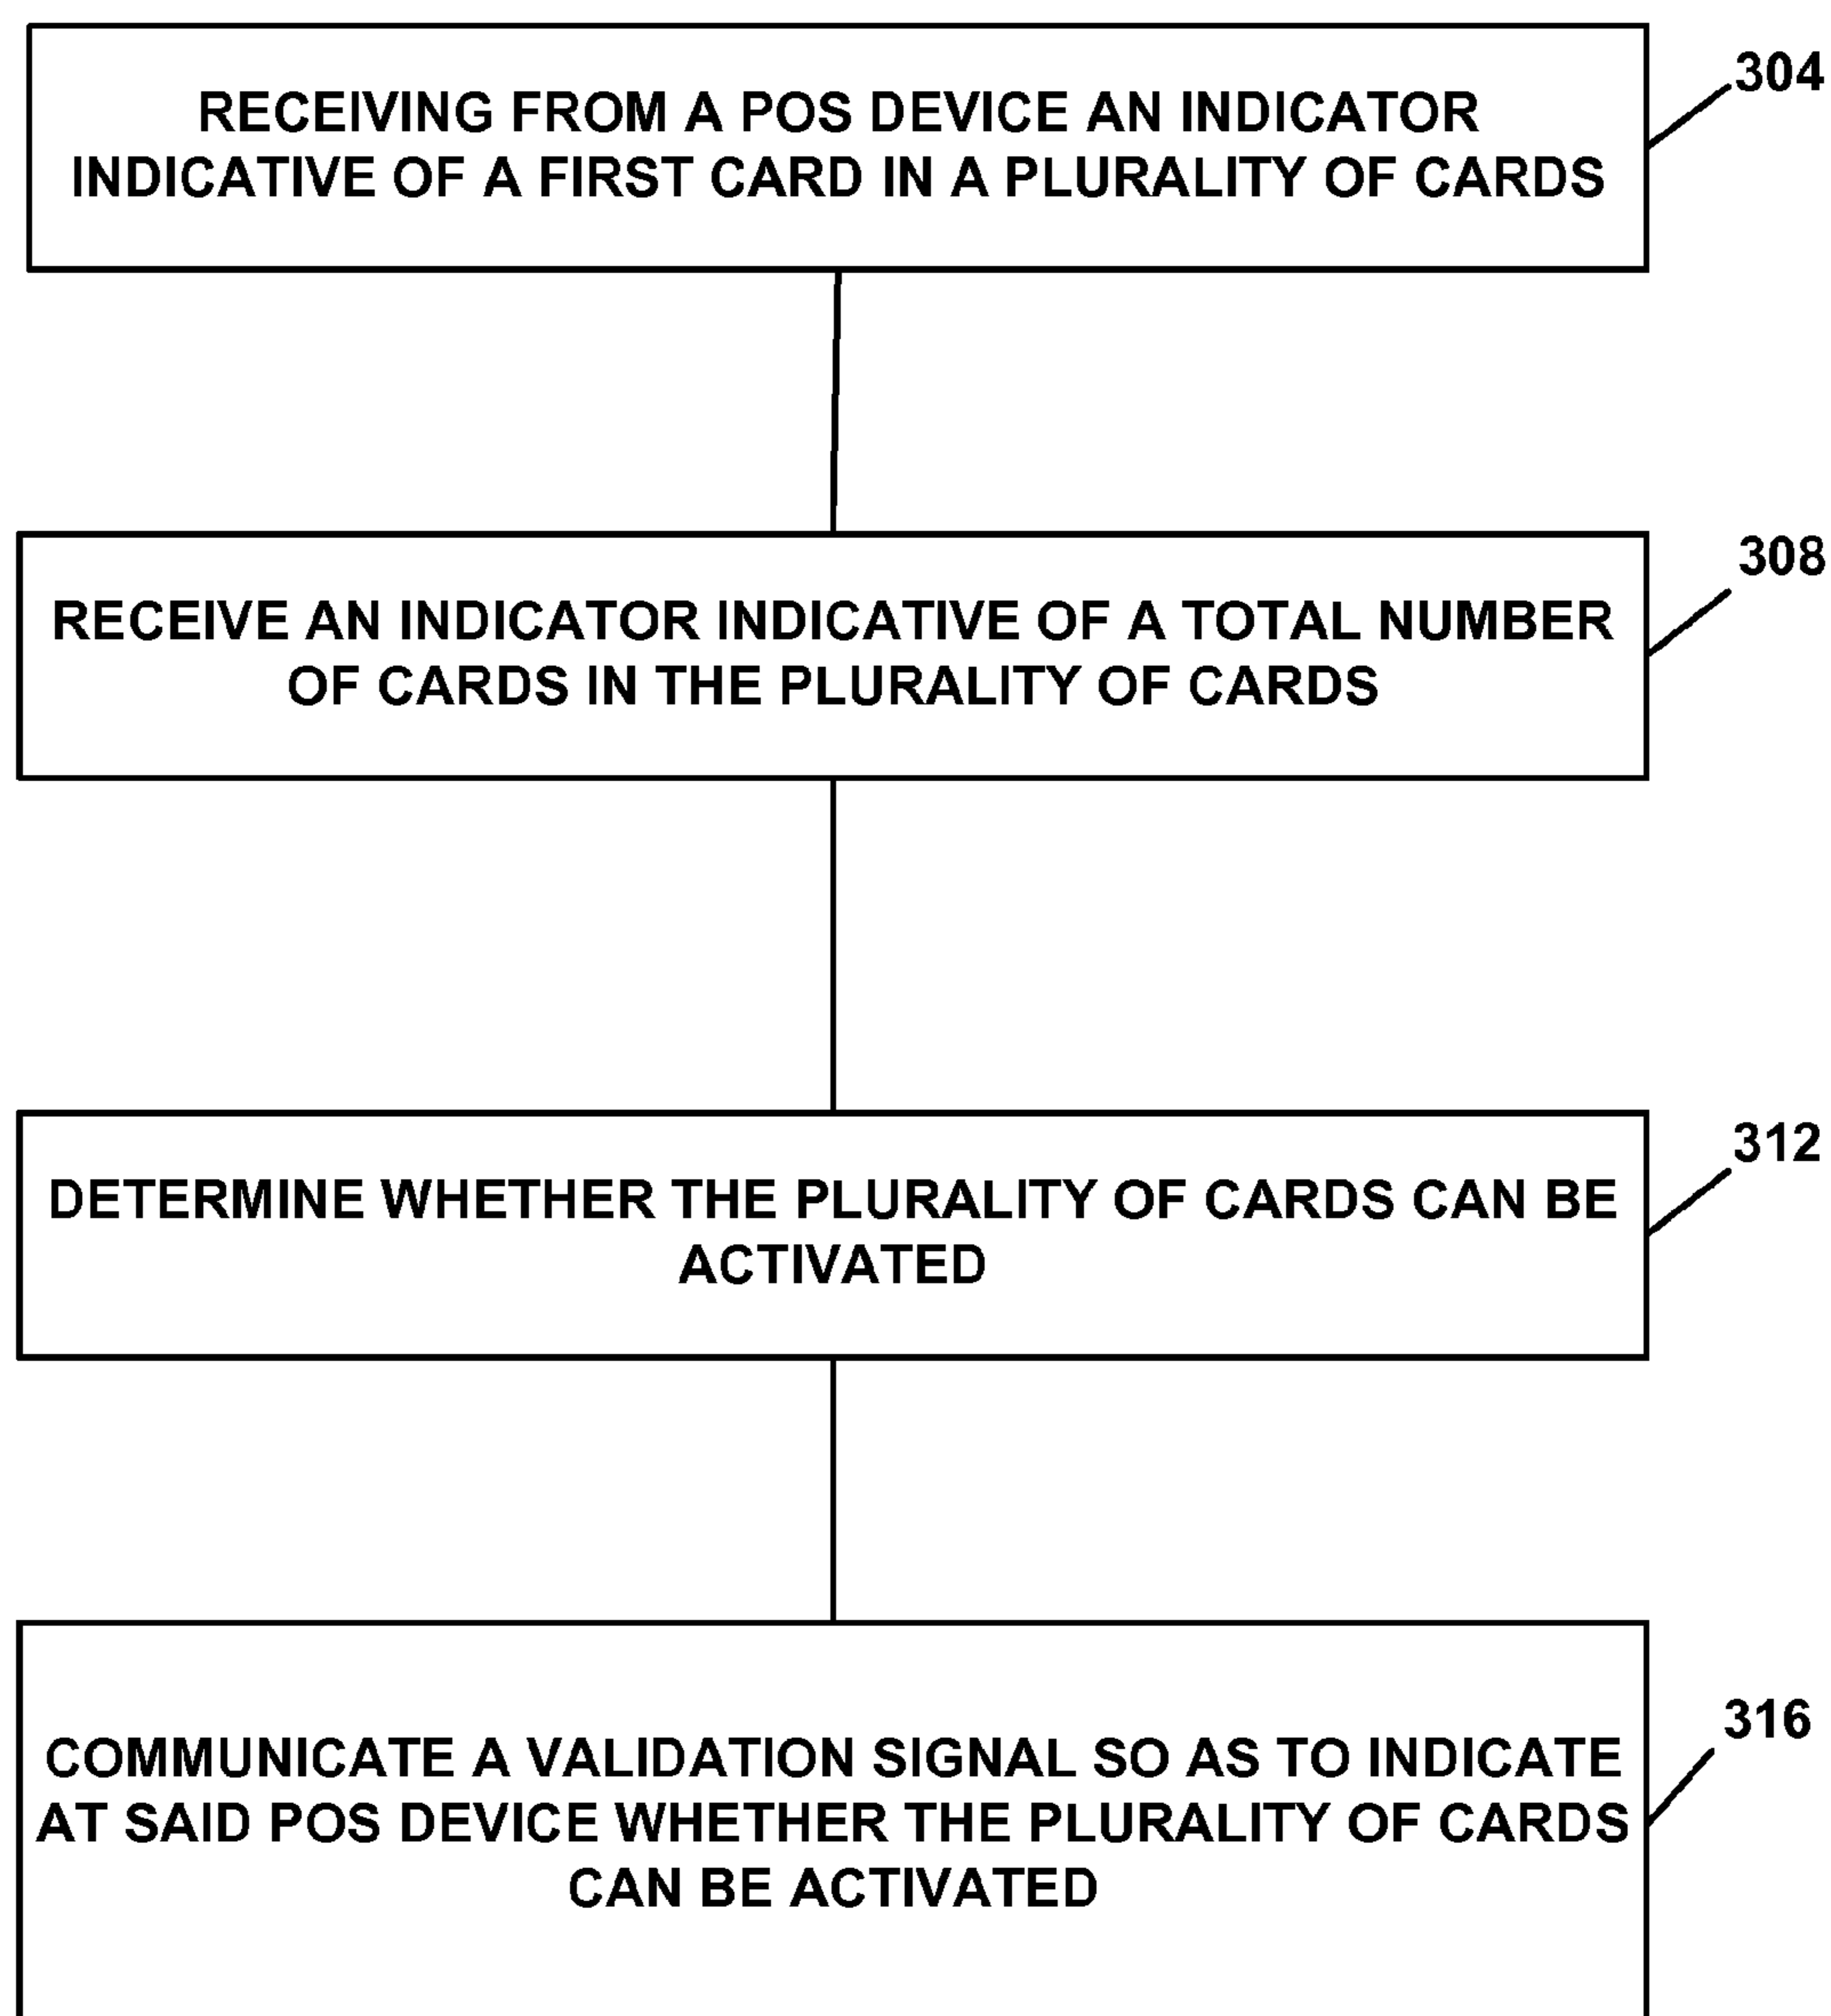 304
RECEIVING FROM A POS DEVICE AN INDICATOR
INDICATIVE OF A FIRST CARD IN A PLURALITY OF CARDS
308
RECEIVE AN INDICATOR INDICATIVE OF A TOTAL NUMBER
OF CARDS IN THE PLURALITY OF CARDS
312
DETERMINE WHETHER THE PLURALITY OF CARDS CAN BE
ACTIVATED
316
COMMUNICATE A VALIDATION SIGNAL SO AS TO INDICATE
AT SAID POS DEVICE WHETHER THE PLURALITY OF CARDS
CAN BE ACTIVATED